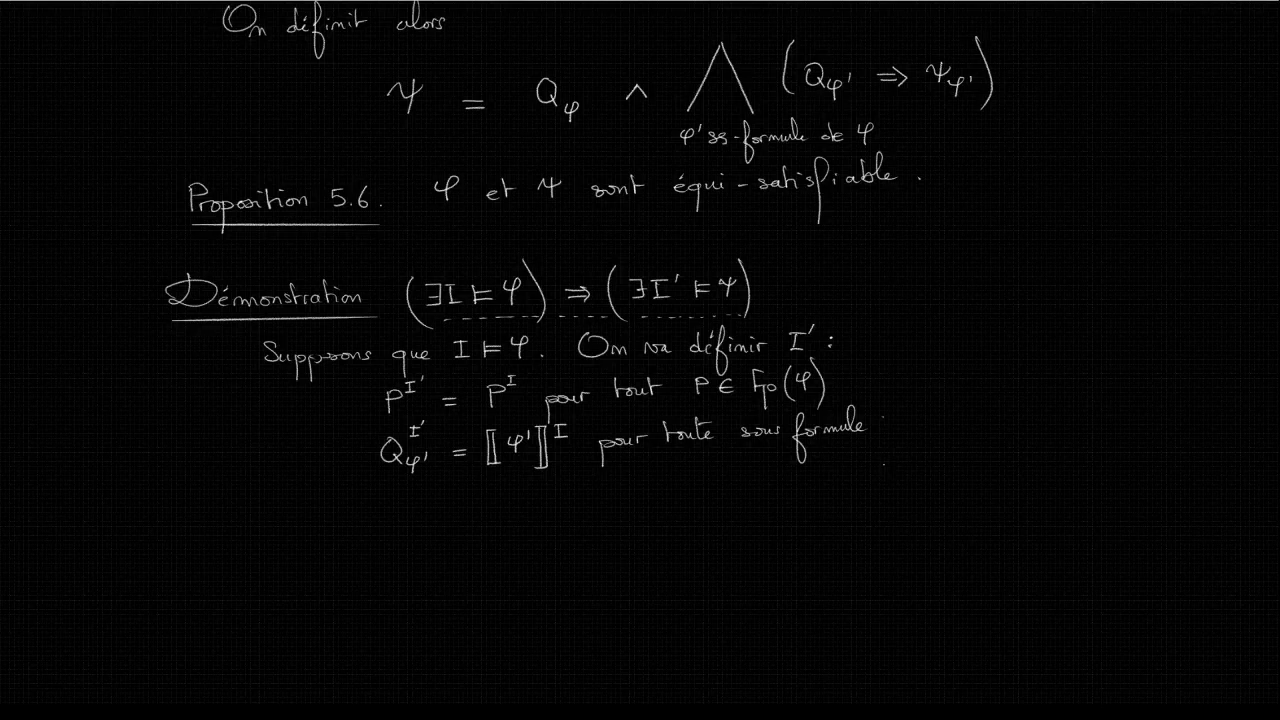 On définit alors
ψ = Q_φ ∧ ⋀ (Q_φ' ⇒ ψ_φ')
φ' ss-formule de φ
Proposition 5.6. φ et ψ sont équi-satisfiable.
Démonstration (∃I ⊨ φ) ⇒ (∃I' ⊨ ψ)
Supposons que I ⊨ φ. On va définir I' :
P^I' = P^I pour tout P ∈ fp(φ)
Q_φ'^I' = ⟦φ'⟧^I pour toute sous formule